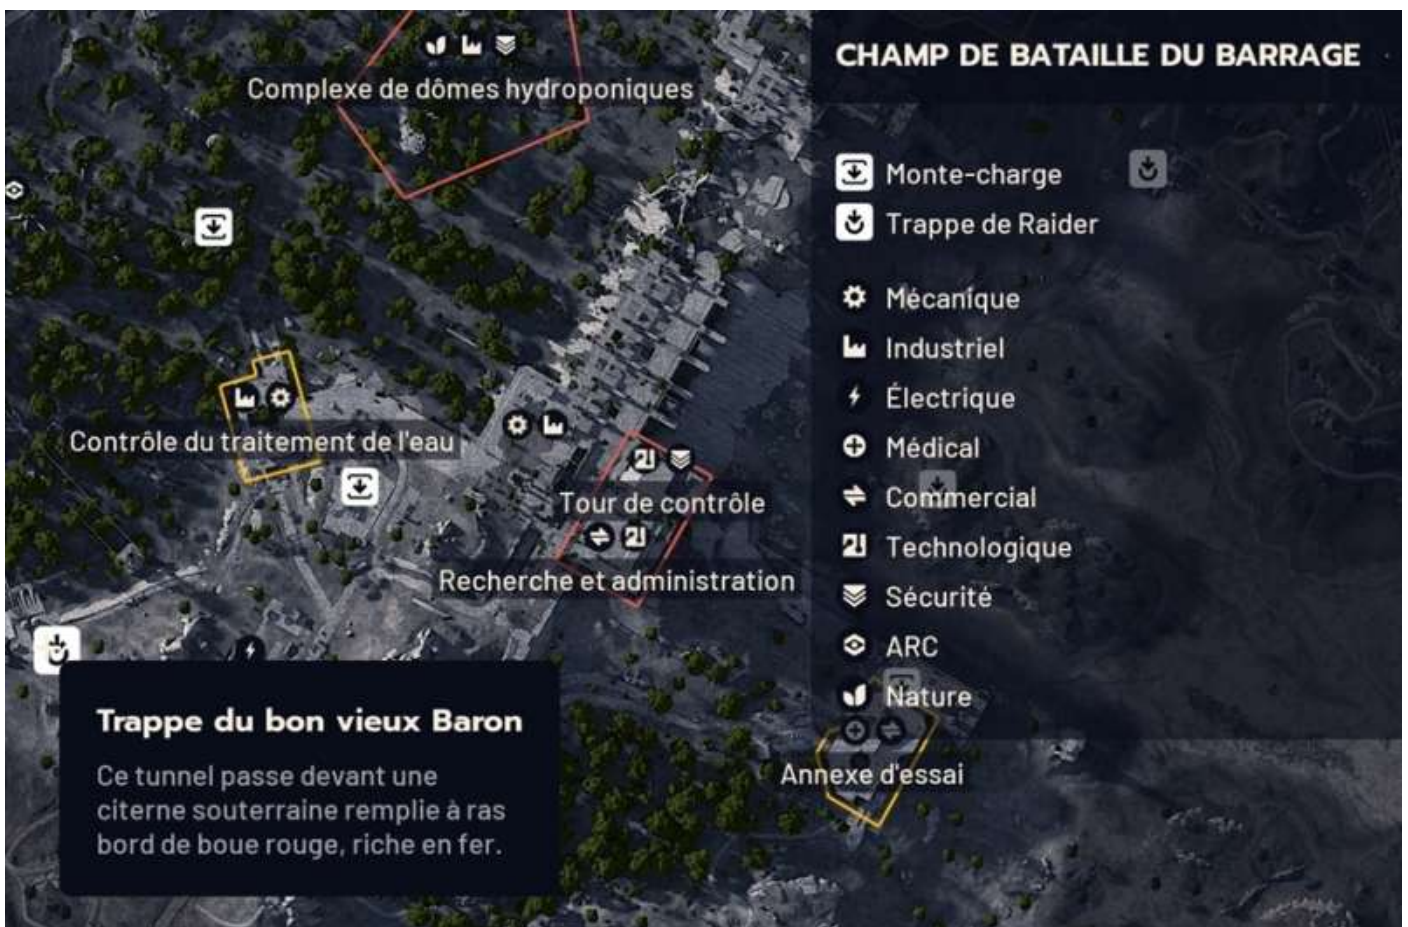 CHAMP DE BATAILLE DU BARRAGE
Complexe de dômes hydroponiques
Monte-charge
Trappe de Raider
Mécanique
Industriel
Électrique
Médical
Commercial
Technologique
Sécurité
ARC
Nature
Contrôle du traitement de l'eau
Tour de contrôle
Recherche et administration
Annexe d'essai
Trappe du bon vieux Baron
Ce tunnel passe devant une
citerne souterraine remplie à ras
bord de boue rouge, riche en fer.